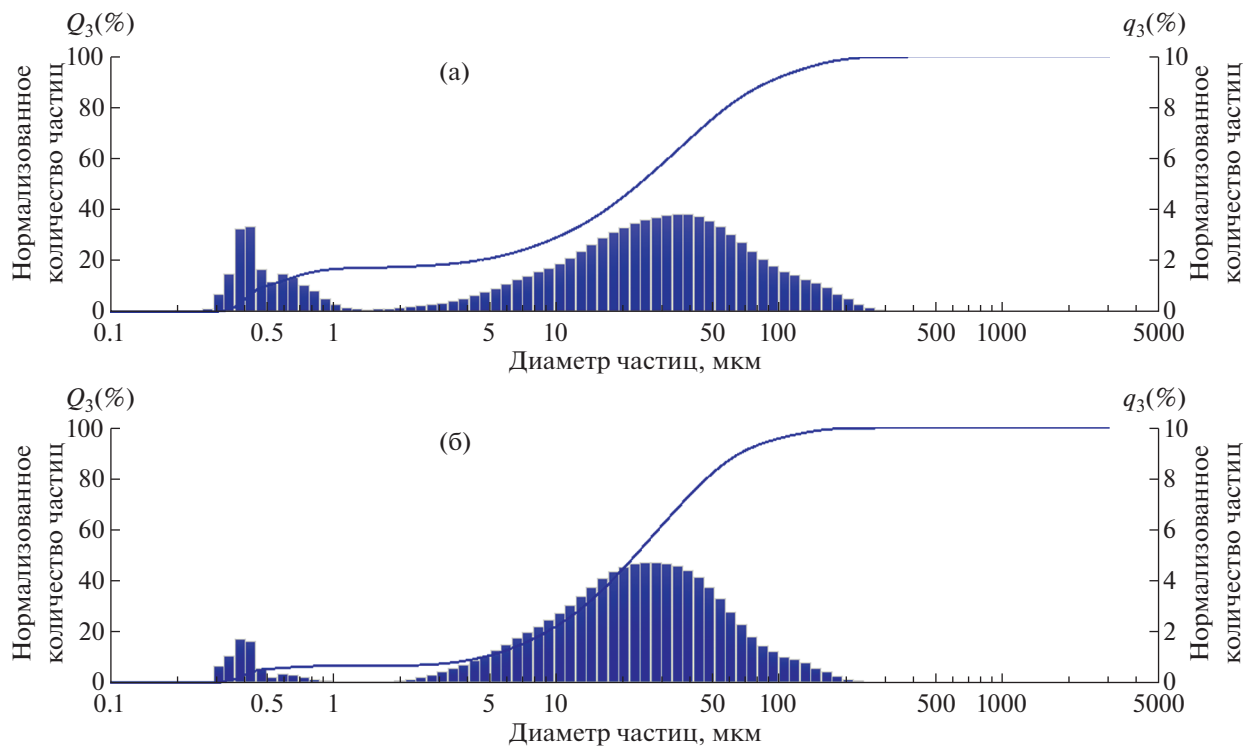 Q3(%)
q3(%)
Нормализованное
количество частиц
100
80
60
40
20
0
(а)
10
8
6
4
2
0
Нормализованное
количество частиц
0.1 0.5 1 5 10 50 100 500 1000 5000
Диаметр частиц, мкм
Q3(%)
q3(%)
Нормализованное
количество частиц
100
80
60
40
20
0
(б)
10
8
6
4
2
0
Нормализованное
количество частиц
0.1 0.5 1 5 10 50 100 500 1000 5000
Диаметр частиц, мкм